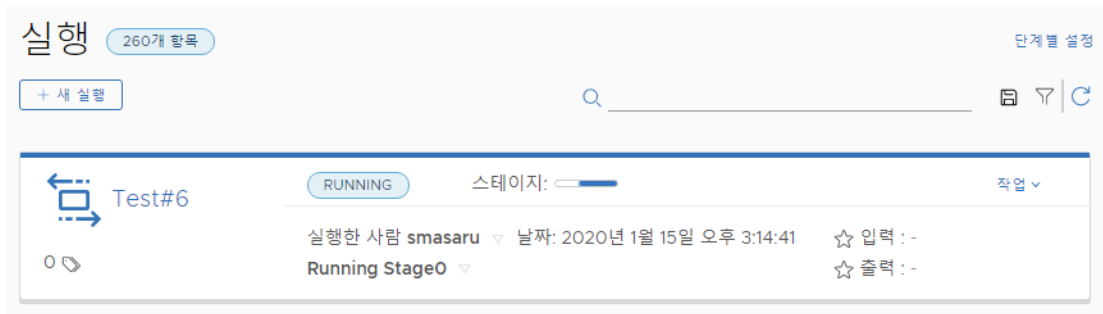 실행 260개 항목
단계별 설정
+ 새 실행
Test#6
RUNNING 스테이지:
작업
실행한 사람 smasaru 날짜: 2020년 1월 15일 오후 3:14:41 입력 : -
0
Running Stage0 출력 : -